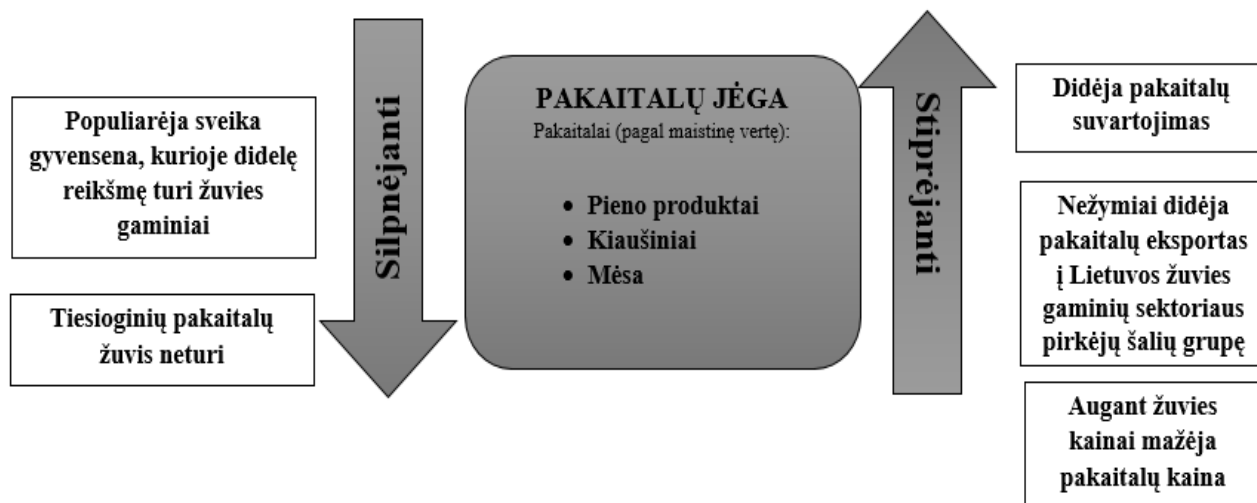 Populiarėja sveika
gyvensena, kurioje didelę
reikšmę turi žuvies
gaminiai
Tiesioginių pakaitalų
žuvis neturi
Silpnėjanti
PAKAITALŲ JĖGA
Pakaitalai (pagal maistinę vertę):
• Pieno produktai
• Kiaušiniai
• Mėsa
Stiprėjanti
Didėja pakaitalų
suvartojimas
Nežymiai didėja
pakaitalų eksportas
į Lietuvos žuvies
gaminių sektoriaus
pirkėjų šalių grupę
Augant žuvies
kainai mažėja
pakaitalų kaina